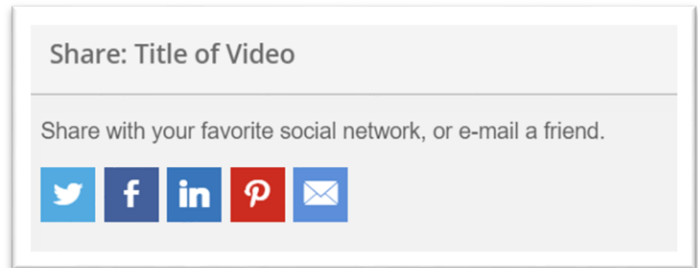 Share: Title of Video
Share with your favorite social network, or e-mail a friend.
f in